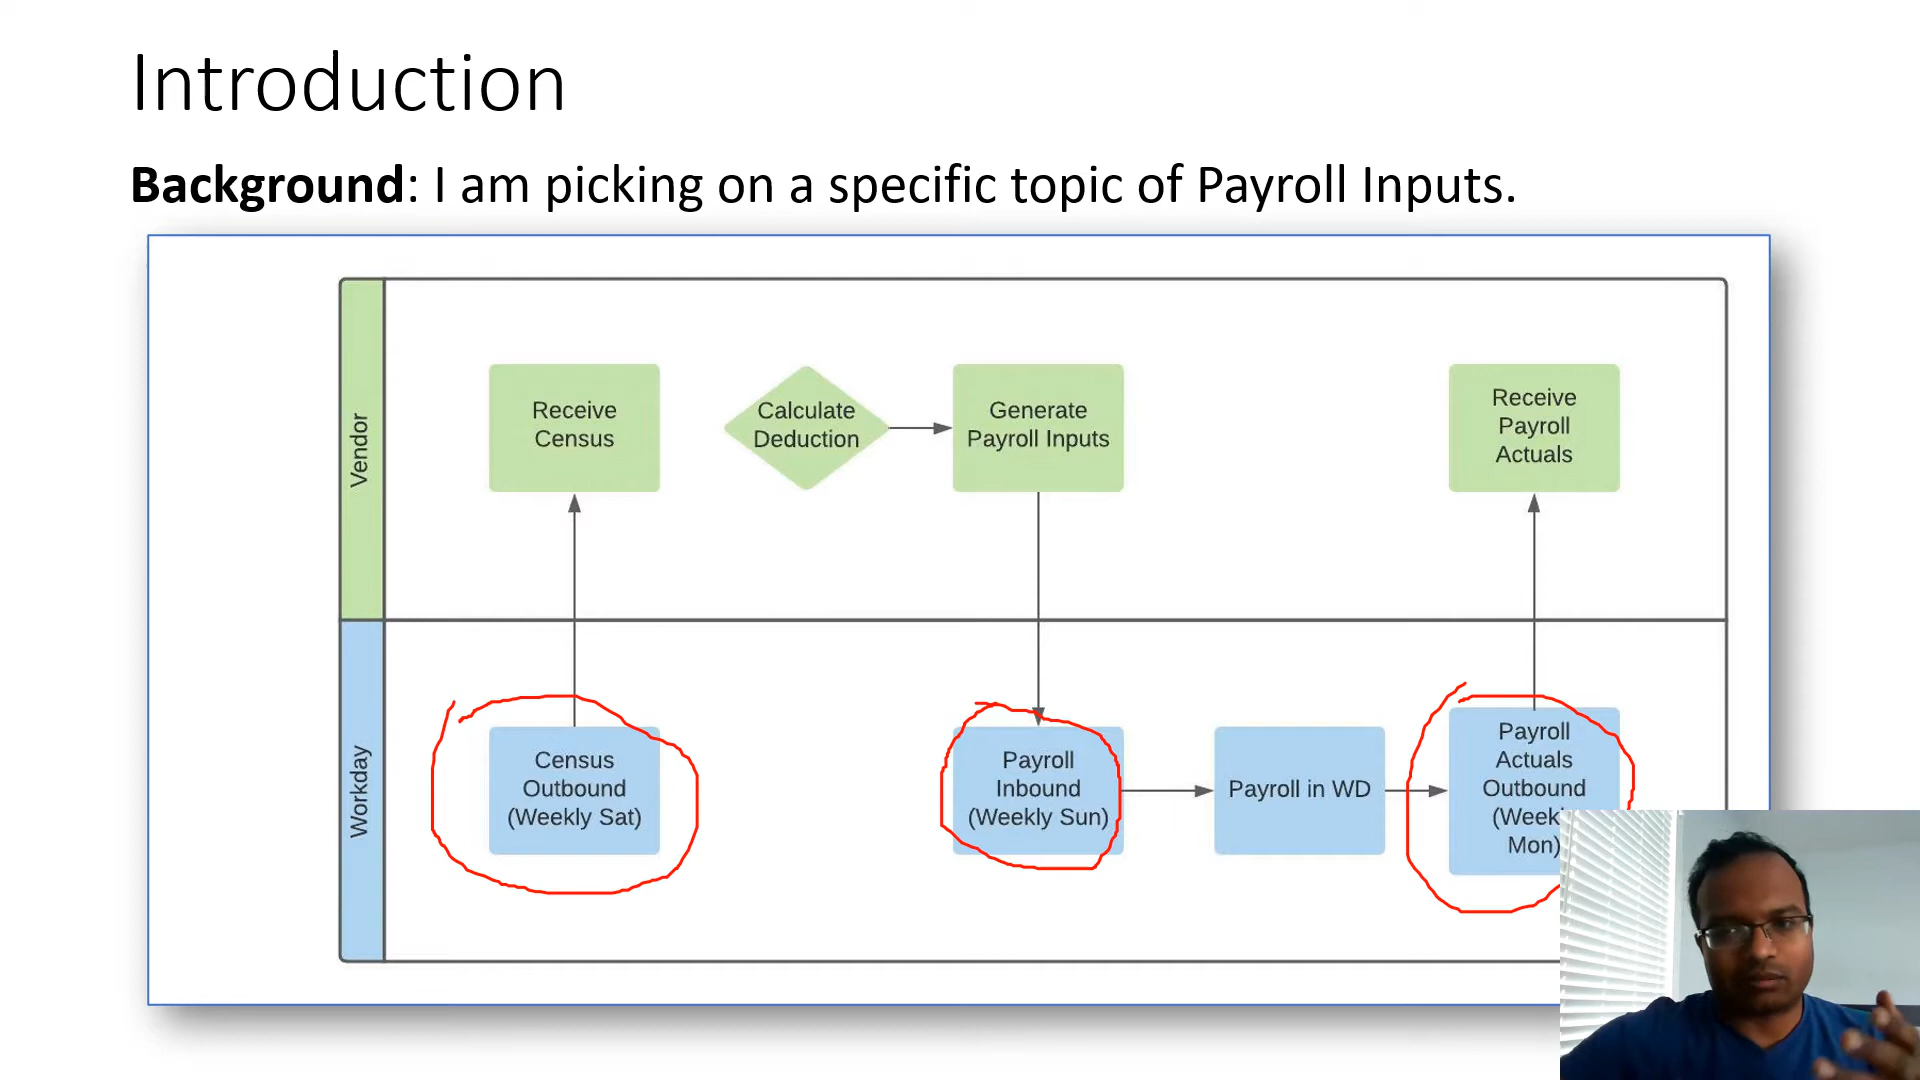 Introduction
Background: I am picking on a specific topic of Payroll Inputs.
Vendor
Receive
Census
Calculate
Deduction
Generate
Payroll Inputs
Receive
Payroll
Actuals
Workday
Census
Outbound
(Weekly Sat)
Payroll
Inbound
(Weekly Sun)
Payroll in WD
Payroll
Actuals
Outbound
Mon)